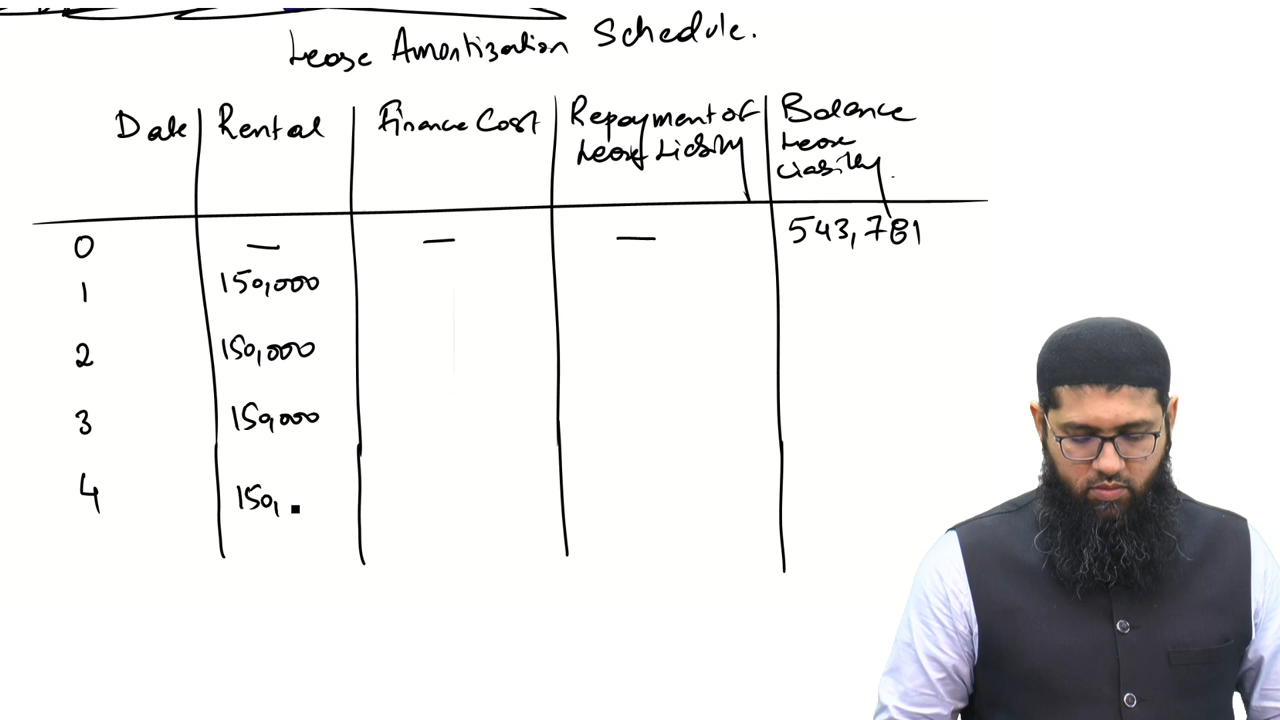 Lease Amortization Schedule.
Date Rental Finance Cost Repayment of Lease Liability Balance Lease Liability.
0 — — — 543,781
1 150,000
2 150,000
3 150,000
4 150,